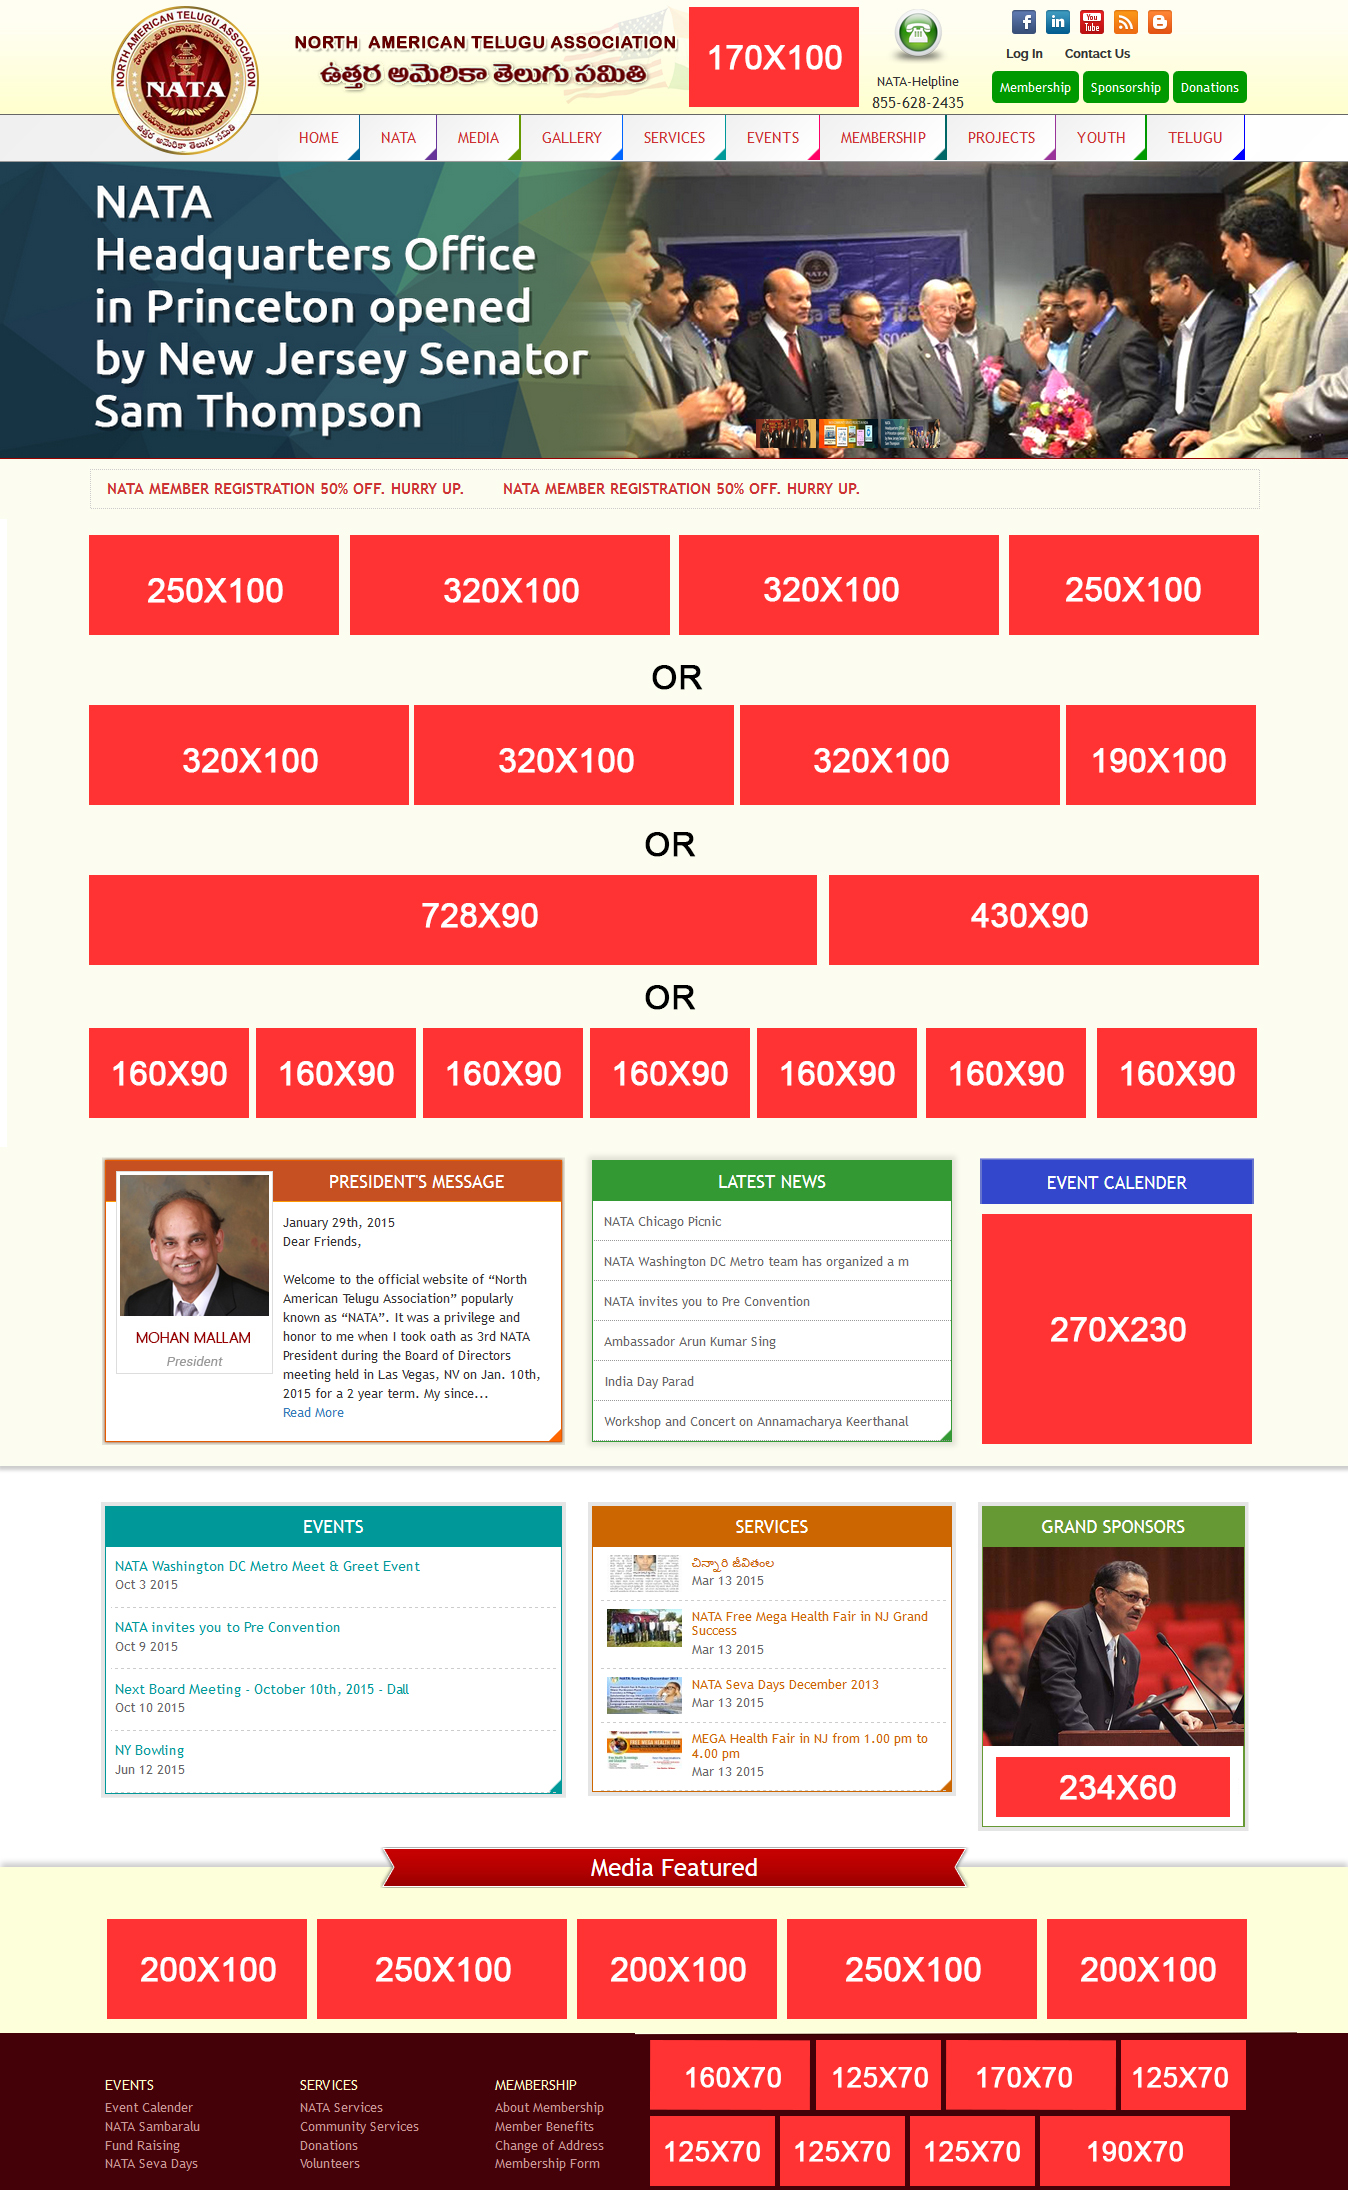 NORTH AMERICAN TELUGU ASSOCIATION
NATA
NORTH AMERICAN TELUGU ASSOCIATION
ఉత్తర అమెరికా తెలుగు సమితి
170X100
NATA-Helpline
855-628-2435
You
Tube
Log In
Contact Us
Membership
Sponsorship
Donations
HOME
NATA
MEDIA
GALLERY
SERVICES
EVENTS
MEMBERSHIP
PROJECTS
YOUTH
TELUGU
NATA
Headquarters Office
in Princeton opened
by New Jersey Senator
Sam Thompson
NATA MEMBER REGISTRATION 50% OFF. HURRY UP.
NATA MEMBER REGISTRATION 50% OFF. HURRY UP.
250X100
320X100
320X100
250X100
OR
320X100
320X100
320X100
190X100
OR
728X90
430X90
OR
160X90
160X90
160X90
160X90
160X90
160X90
160X90
PRESIDENT'S MESSAGE
MOHAN MALLAM
President
January 29th, 2015
Dear Friends,
Welcome to the official website of “North
American Telugu Association” popularly
known as “NATA”. It was a privilege and
honor to me when I took oath as 3rd NATA
President during the Board of Directors
meeting held in Las Vegas, NV on Jan. 10th,
2015 for a 2 year term. My since...
Read More
LATEST NEWS
NATA Chicago Picnic
NATA Washington DC Metro team has organized a m
NATA invites you to Pre Convention
Ambassador Arun Kumar Sing
India Day Parad
Workshop and Concert on Annamacharya Keerthanal
EVENT CALENDER
270X230
EVENTS
NATA Washington DC Metro Meet & Greet Event
Oct 3 2015
NATA invites you to Pre Convention
Oct 9 2015
Next Board Meeting - October 10th, 2015 - Dall
Oct 10 2015
NY Bowling
Jun 12 2015
SERVICES
చిన్నారి జీవితంల
Mar 13 2015
NATA Free Mega Health Fair in NJ Grand
Success
Mar 13 2015
NATA Seva Days December 2013
Mar 13 2015
MEGA Health Fair in NJ from 1.00 pm to
4.00 pm
Mar 13 2015
GRAND SPONSORS
234X60
Media Featured
200X100
250X100
200X100
250X100
200X100
EVENTS
Event Calender
NATA Sambaralu
Fund Raising
NATA Seva Days
SERVICES
NATA Services
Community Services
Donations
Volunteers
MEMBERSHIP
About Membership
Member Benefits
Change of Address
Membership Form
160X70
125X70
170X70
125X70
125X70
125X70
125X70
190X70